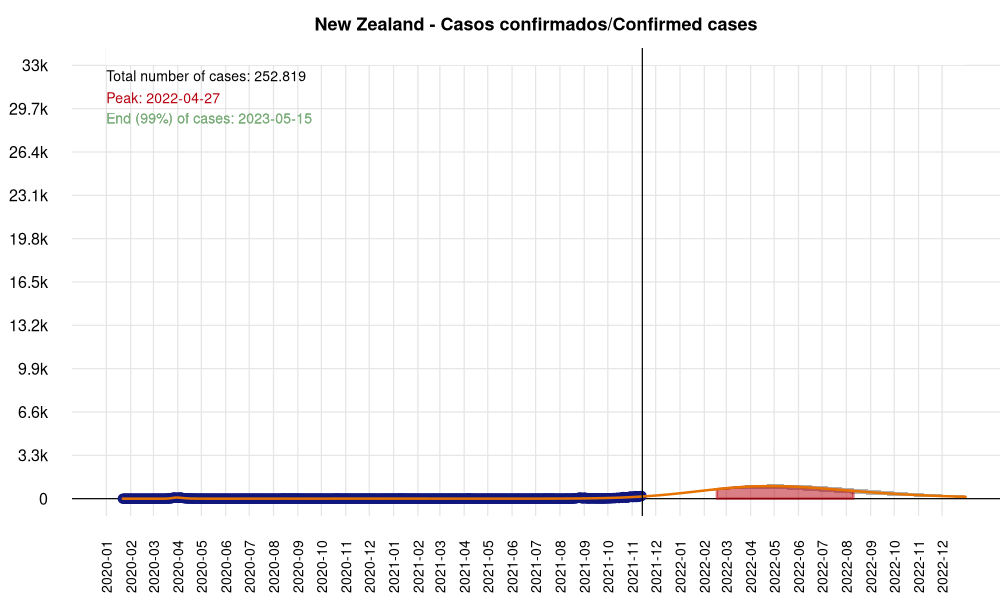 New Zealand - Casos confirmados/Confirmed cases
Total number of cases: 252.819
Peak: 2022-04-27
End (99%) of cases: 2023-05-15
33k
29.7k
26.4k
23.1k
19.8k
16.5k
13.2k
9.9k
6.6k
3.3k
0
2020-01
2020-02
2020-03
2020-04
2020-05
2020-06
2020-07
2020-08
2020-09
2020-10
2020-11
2020-12
2021-01
2021-02
2021-03
2021-04
2021-05
2021-06
2021-07
2021-08
2021-09
2021-10
2021-11
2021-12
2022-01
2022-02
2022-03
2022-04
2022-05
2022-06
2022-07
2022-08
2022-09
2022-10
2022-11
2022-12